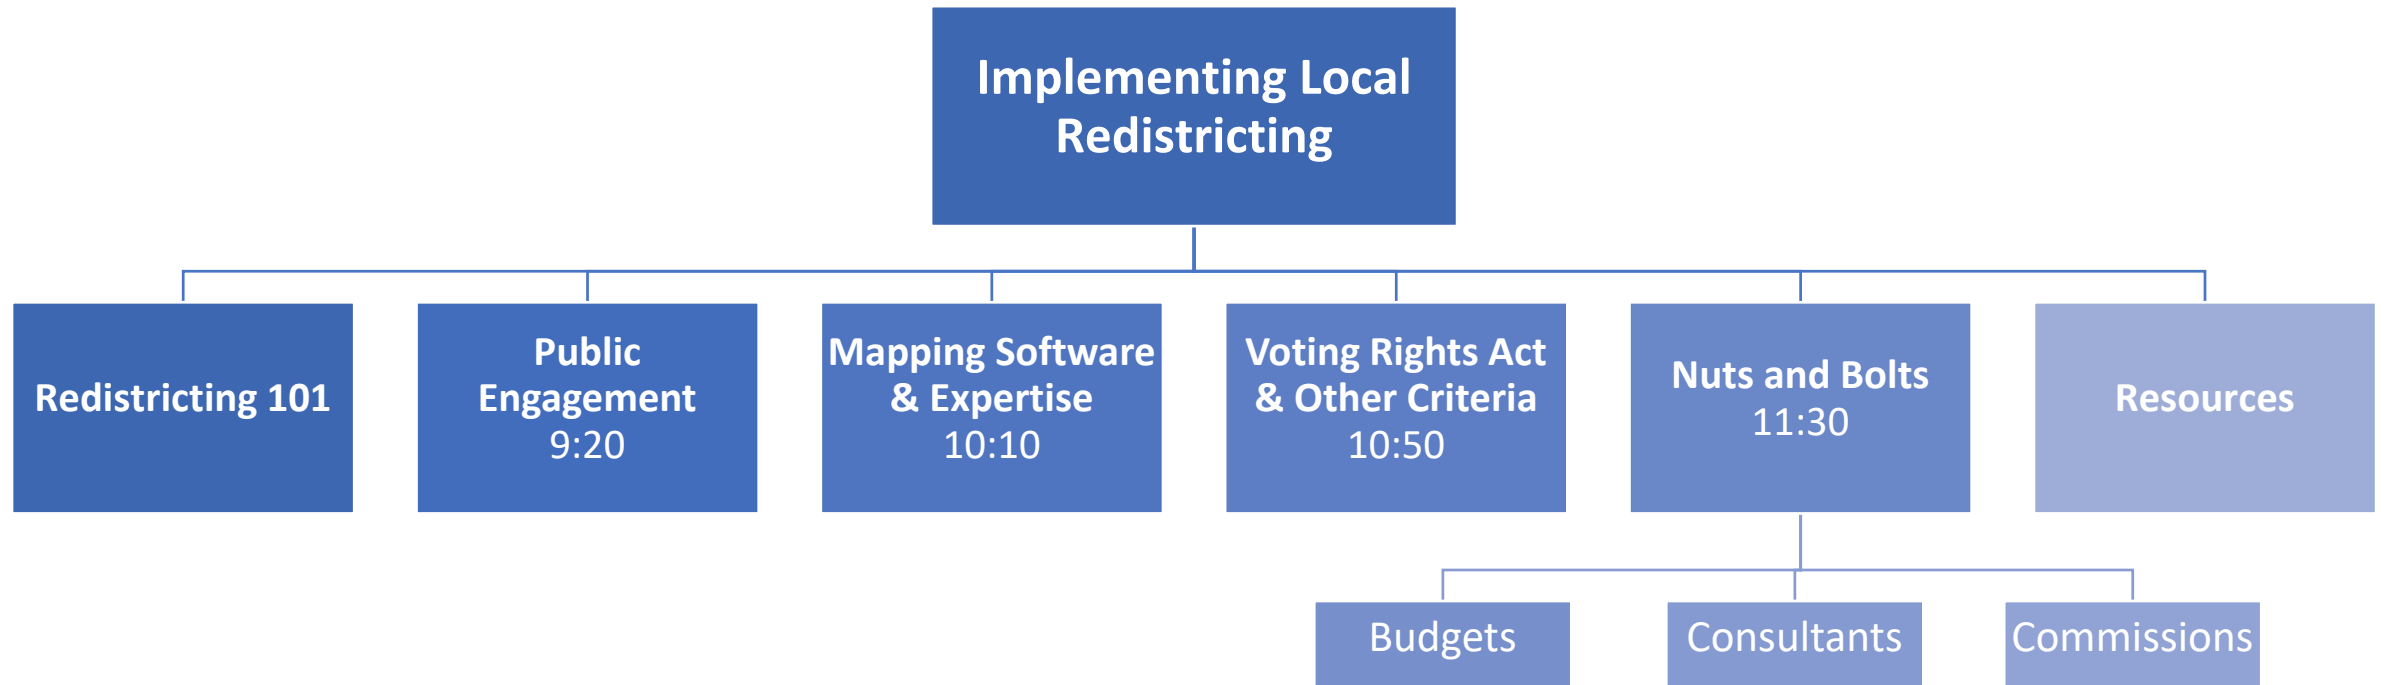 Implementing Local
Redistricting
Redistricting 101
Public
Engagement
9:20
Mapping Software
& Expertise
10:10
Voting Rights Act
& Other Criteria
10:50
Nuts and Bolts
11:30
Resources
Budgets
Consultants
Commissions